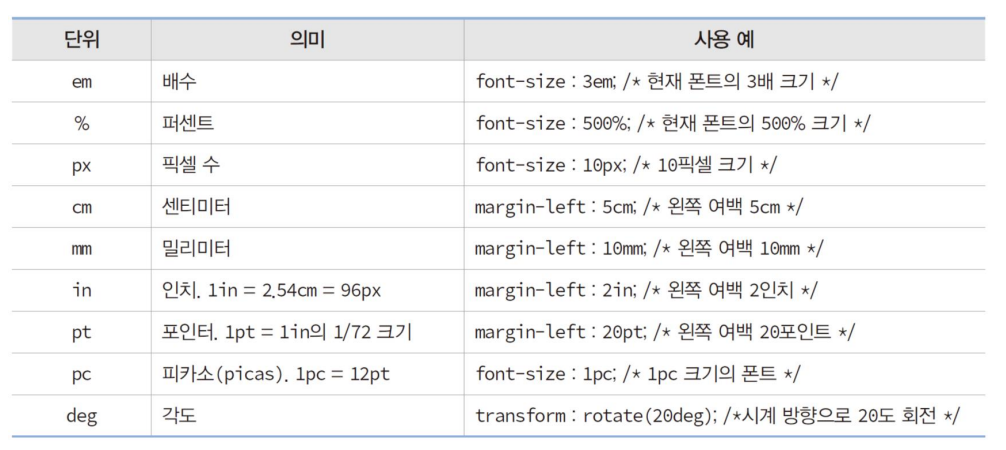 단위 의미 사용 예
em 배수 font-size : 3em; /* 현재 폰트의 3배 크기 */
% 퍼센트 font-size : 500%; /* 현재 폰트의 500% 크기 */
px 픽셀 수 font-size : 10px; /* 10픽셀 크기 */
cm 센티미터 margin-left : 5cm; /* 왼쪽 여백 5cm */
mm 밀리미터 margin-left : 10mm; /* 왼쪽 여백 10mm */
in 인치. 1in = 2.54cm = 96px margin-left : 2in; /* 왼쪽 여백 2인치 */
pt 포인터. 1pt = 1in의 1/72 크기 margin-left : 20pt; /* 왼쪽 여백 20포인트 */
pc 피카소(picas). 1pc = 12pt font-size : 1pc; /* 1pc 크기의 폰트 */
deg 각도 transform : rotate(20deg); /*시계 방향으로 20도 회전 */